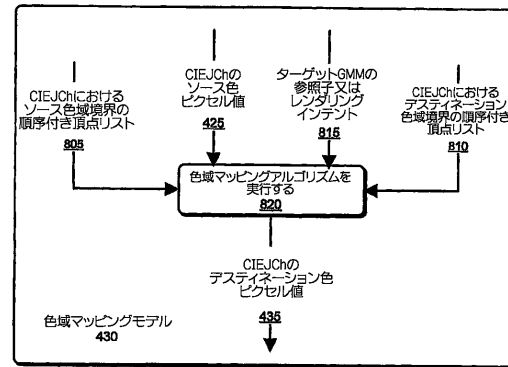 CIEJChにおける
ソース色域境界の
順序付き頂点リスト
805
CIEJChの
ソース色
ピクセル値
425
ターゲットGMMの
参照子又は
レンダリング
インテント
815
CIEJChにおける
デスティネーション
色域境界の順序付き
頂点リスト
810
色域マッピングアルゴリズムを
実行する
820
CIEJChの
デスティネーション色
ピクセル値
435
色域マッピングモデル
430